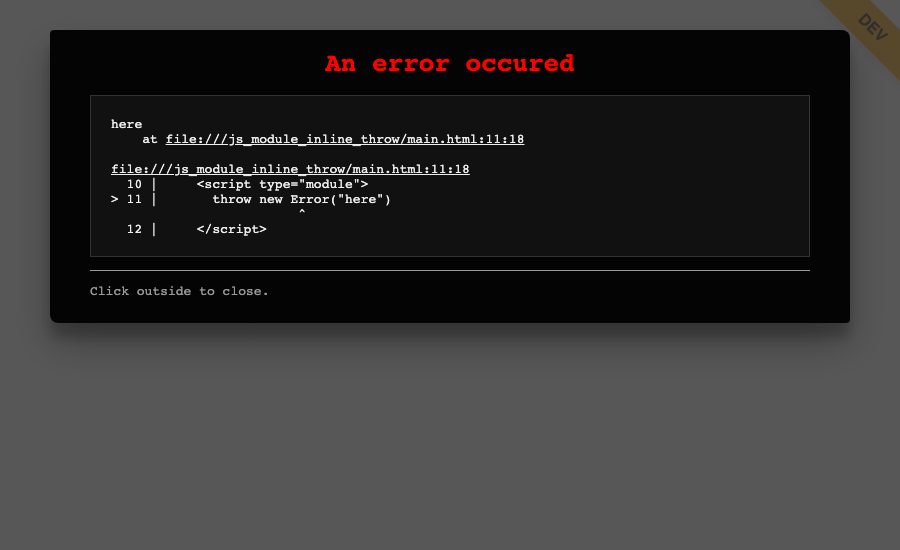 DEV
An error occured
here
    at file:///js_module_inline_throw/main.html:11:18
file:///js_module_inline_throw/main.html:11:18
  10 |     <script type="module">
> 11 |       throw new Error("here")
                        ^
  12 |     </script>
Click outside to close.